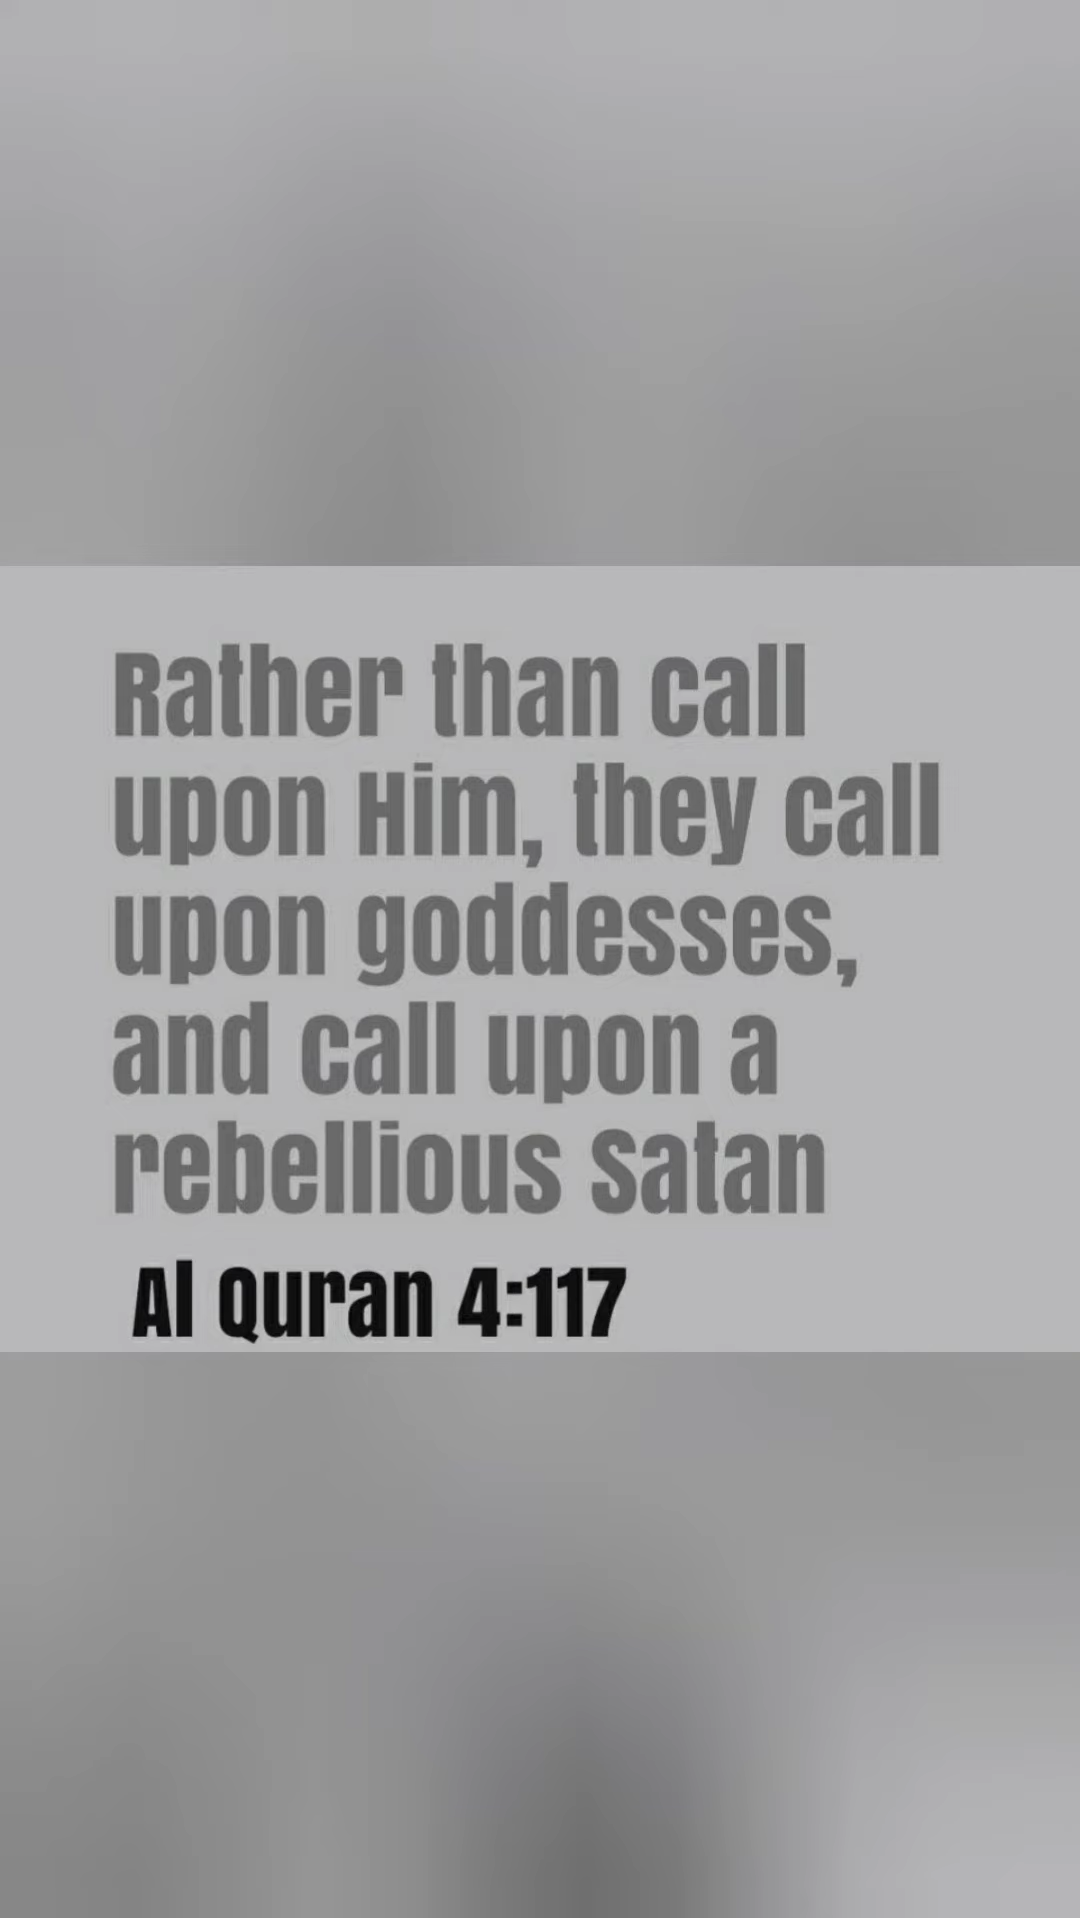 Rather than call
upon Him, they call
upon goddesses,
and call upon a
rebellious Satan
Al Quran 4:117